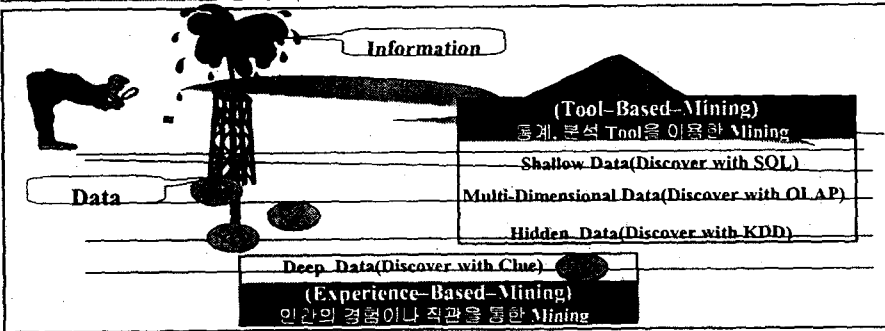 Information
(Tool-Based-Mining)
통계, 분석 Tool을 이용한 Mining
Shallow Data(Discover with SQL)
Data
Multi-Dimensional Data(Discover with OLAP)
Hidden Data(Discover with KDD)
Deep Data(Discover with Clue)
(Experience-Based-Mining)
인간의 경험이나 직관을 통한 Mining